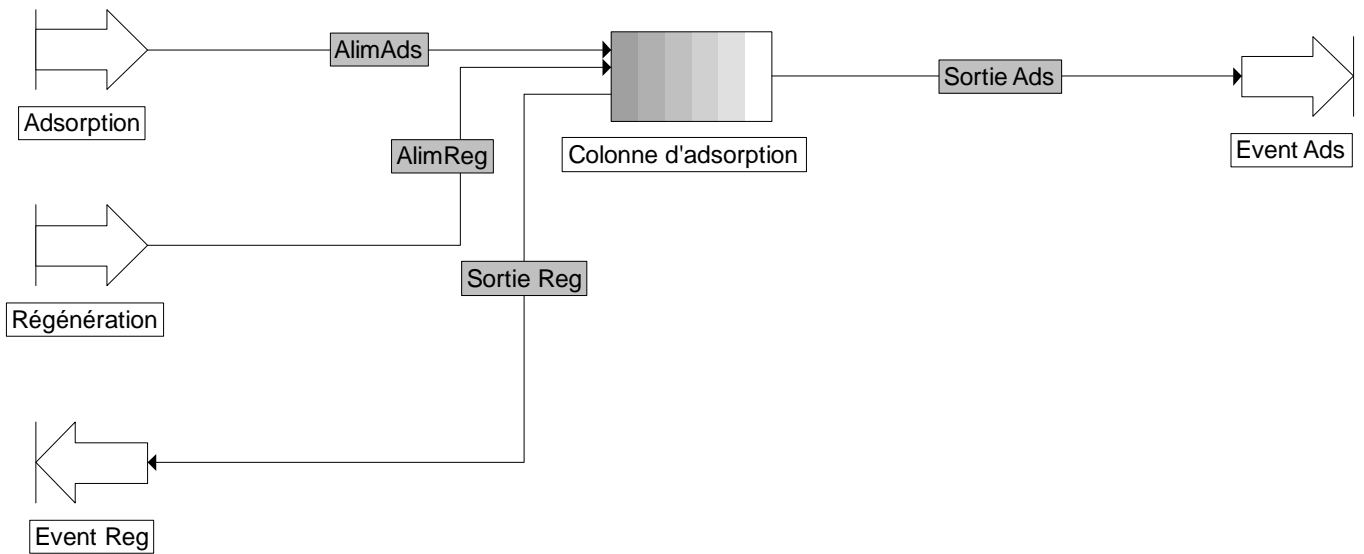 AlimAds
Sortie Ads
Adsorption
AlimReg
Colonne d'adsorption
Event Ads
Sortie Reg
Régénération
Event Reg